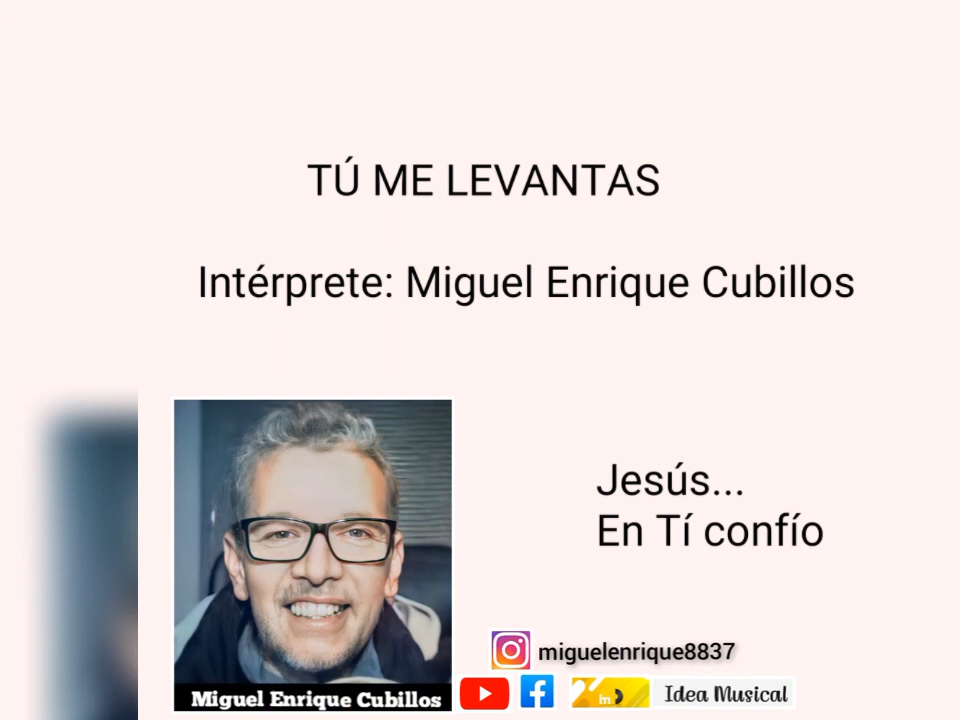 TÚ ME LEVANTAS
Intérprete: Miguel Enrique Cubillos
Jesús...
En Tí confío
miguelenrique8837
Miguel Enrique Cubillos
Idea Musical